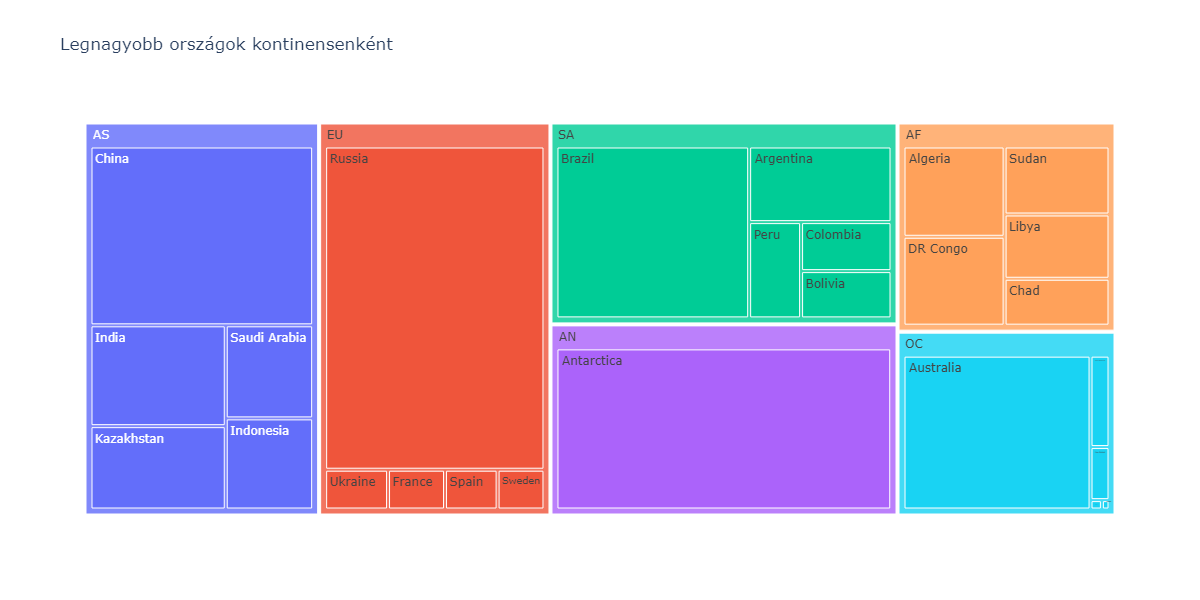 Legnagyobb országok kontinensenként
AS
China
India
Saudi Arabia
Kazakhstan
Indonesia
EU
Russia
Ukraine
France
Spain
Sweden
SA
Brazil
Argentina
Peru
Colombia
Bolivia
AN
Antarctica
AF
Algeria
Sudan
DR Congo
Libya
Chad
OC
Australia